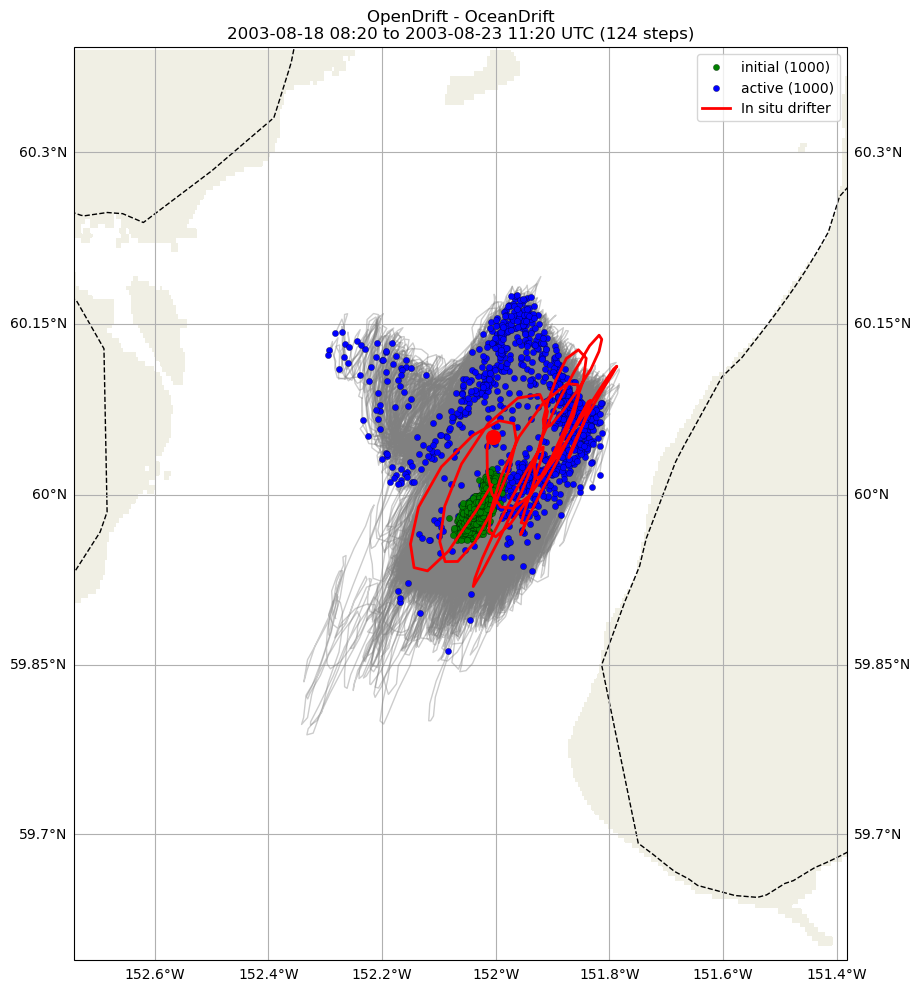 OpenDrift - OceanDrift
2003-08-18 08:20 to 2003-08-23 11:20 UTC (124 steps)
initial (1000)
active (1000)
In situ drifter
60.3°N
60.3°N
60.15°N
60.15°N
60°N
60°N
59.85°N
59.85°N
59.7°N
59.7°N
152.6°W
152.4°W
152.2°W
152°W
151.8°W
151.6°W
151.4°W